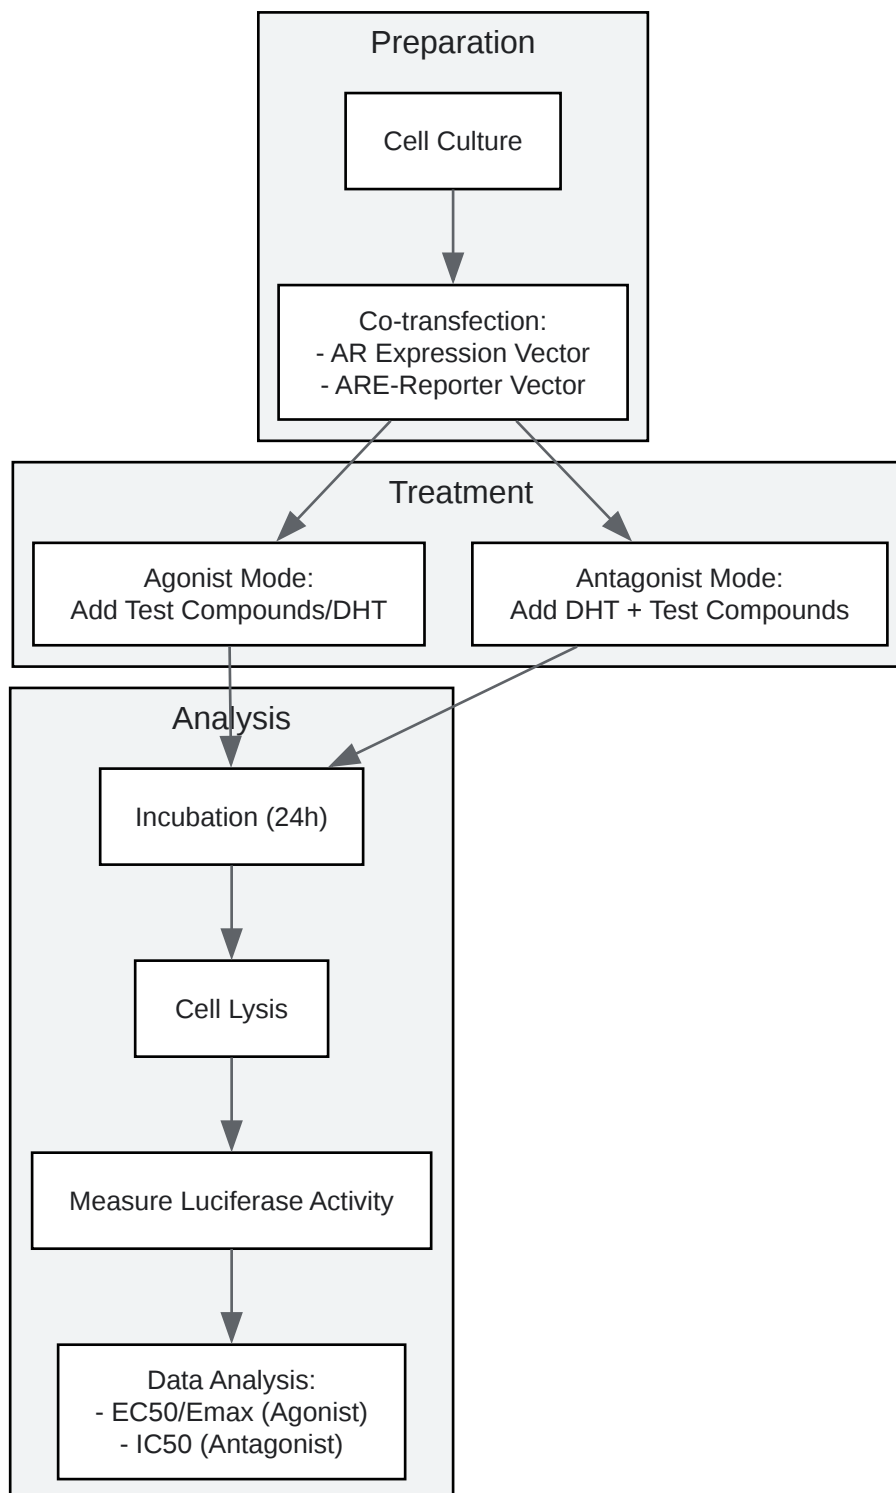 Preparation
Cell Culture
Co-transfection:
- AR Expression Vector
- ARE-Reporter Vector
Treatment
Agonist Mode:
Add Test Compounds/DHT
Antagonist Mode:
Add DHT + Test Compounds
Analysis
Incubation (24h)
Cell Lysis
Measure Luciferase Activity
Data Analysis:
- EC50/Emax (Agonist)
- IC50 (Antagonist)